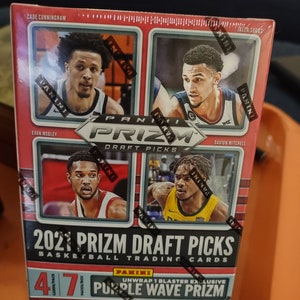 CADE CUNNINGHAM
JALEN SUGGS
PANINI
PRIZM
DRAFT PICKS
EVAN MOBLEY
DAVION MITCHELL
2021 PRIZM DRAFT PICKS
BASKETBALL TRADING CARDS
PANINI
4
7
UNWRAP 1 BLASTER EXCLUSIVE
PURPLE WAVE PRIZM